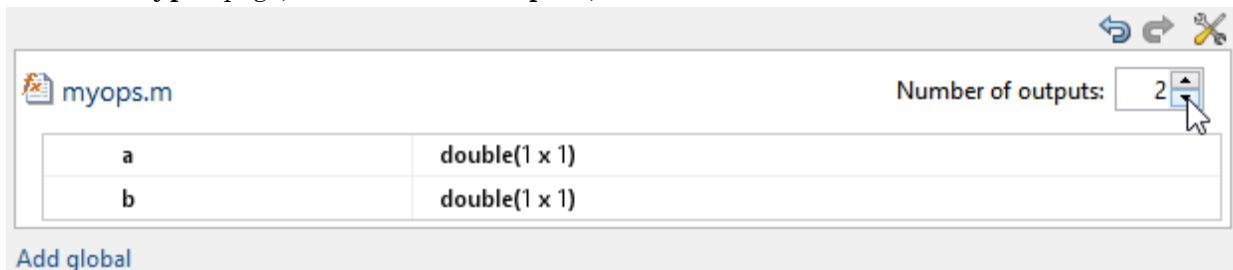 myops.m Number of outputs: 2
a double(1 x 1)
b double(1 x 1)
Add global